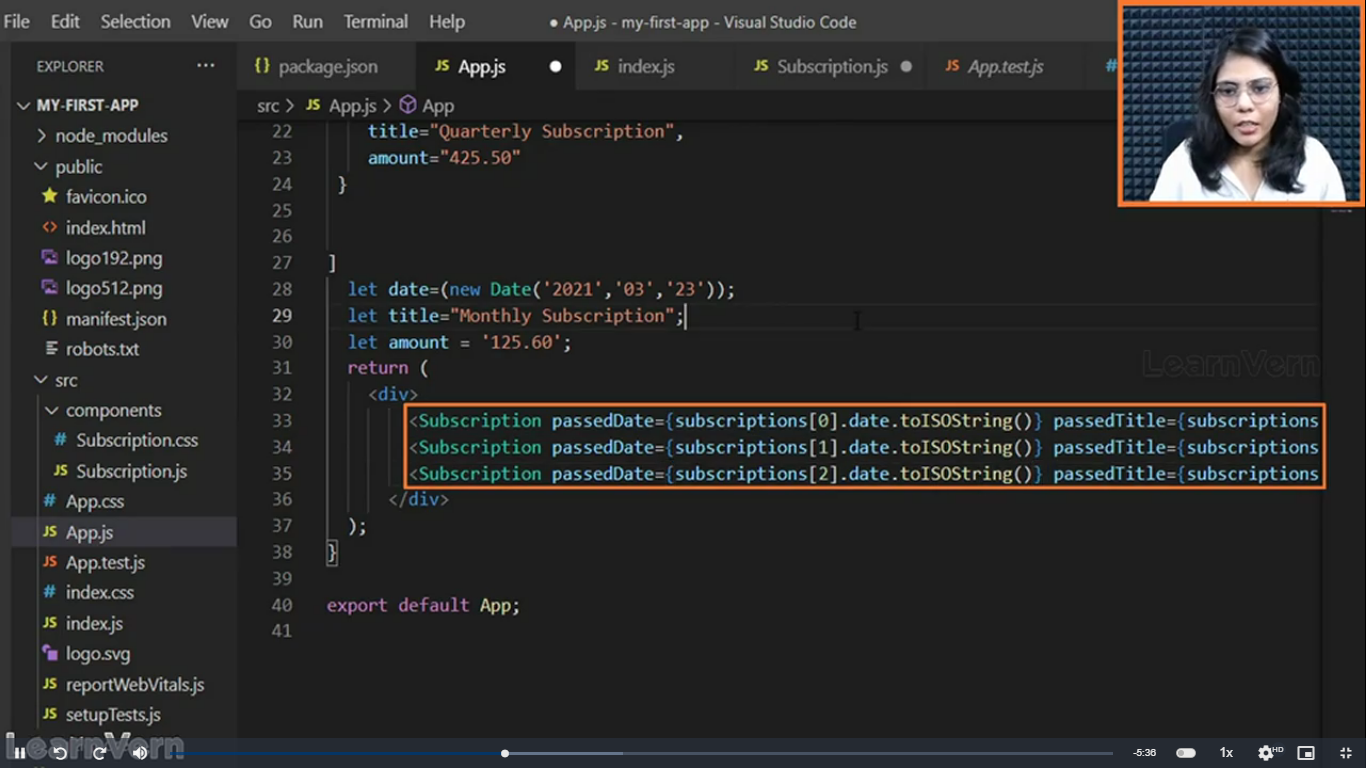 File Edit Selection View Go Run Terminal Help ● App.js - my-first-app - Visual Studio Code
EXPLORER ···
{} package.json JS App.js ● JS index.js JS Subscription.js ● JS App.test.js #
MY-FIRST-APP
src > JS App.js > App
node_modules
public
favicon.ico
<> index.html
logo192.png
logo512.png
{} manifest.json
robots.txt
src
components
# Subscription.css
JS Subscription.js
# App.css
JS App.js
JS App.test.js
# index.css
JS index.js
logo.svg
JS reportWebVitals.js
JS setupTests.js
22 title="Quarterly Subscription",
23 amount="425.50"
24 }
25
26
27 ]
28 let date=(new Date('2021','03','23'));
29 let title="Monthly Subscription";
30 let amount = '125.60';
31 return (
32 <div>
33 <Subscription passedDate={subscriptions[0].date.toISOString()} passedTitle={subscriptions
34 <Subscription passedDate={subscriptions[1].date.toISOString()} passedTitle={subscriptions
35 <Subscription passedDate={subscriptions[2].date.toISOString()} passedTitle={subscriptions
36 </div>
37 );
38 }
39
40 export default App;
41
LearnVern
LearnVern
-5:36 1x HD